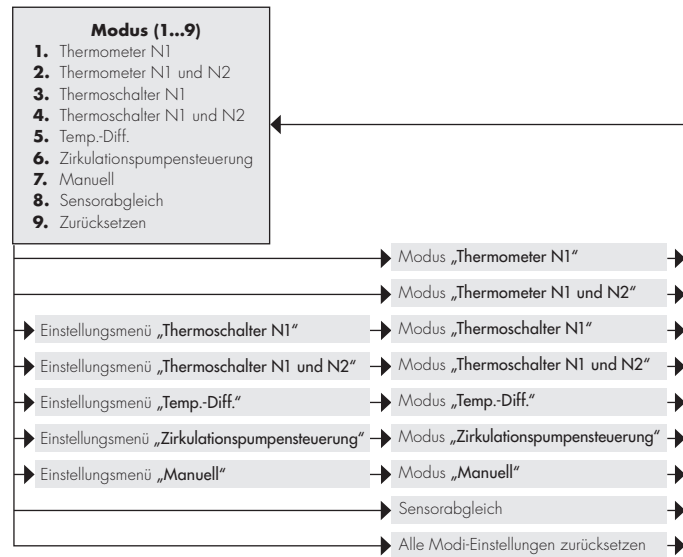 Modus (1...9)
1. Thermometer N1
2. Thermometer N1 und N2
3. Thermoschalter N1
4. Thermoschalter N1 und N2
5. Temp.-Diff.
6. Zirkulationspumpensteuerung
7. Manuell
8. Sensorabgleich
9. Zurücksetzen
Modus „Thermometer N1“
Modus „Thermometer N1 und N2“
Einstellungsmenü „Thermoschalter N1“ Modus „Thermoschalter N1“
Einstellungsmenü „Thermoschalter N1 und N2“ Modus „Thermoschalter N1 und N2“
Einstellungsmenü „Temp.-Diff.“ Modus „Temp.-Diff.“
Einstellungsmenü „Zirkulationspumpensteuerung“ Modus „Zirkulationspumpensteuerung“
Einstellungsmenü „Manuell“ Modus „Manuell“
Sensorabgleich
Alle Modi-Einstellungen zurücksetzen